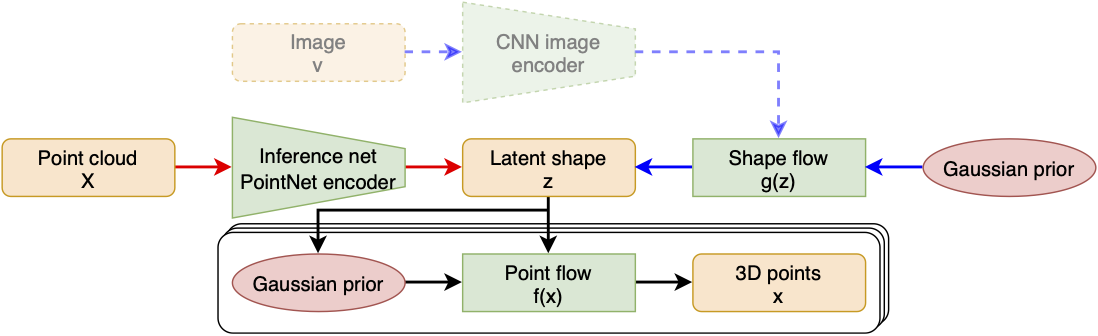 Image
v
CNN image
encoder
Point cloud
X
Inference net
PointNet encoder
Latent shape
z
Shape flow
g(z)
Gaussian prior
Gaussian prior
Point flow
f(x)
3D points
x